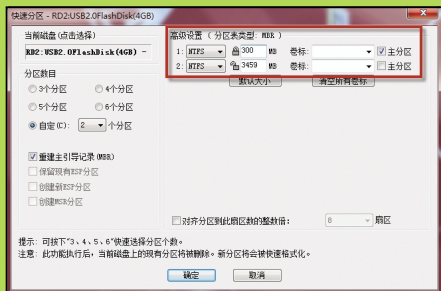 快速分区 - RD2:USB2.0FlashDisk(4GB)
当前磁盘(点击选择)
RD2:USB2.0FlashDisk(4GB) -
分区数目
3个分区 4个分区
5个分区 6个分区
自定(C): 2 个分区
重建主引导记录(MBR)
保留现有ESP分区
创建新ESP分区
创建MSR分区
高级设置 (分区表类型: MBR)
1: NTFS 300 MB 卷标: 主分区
2: NTFS 3459 MB 卷标: 主分区
默认大小 清空所有卷标
对齐分区到此扇区数的整数倍: 8 扇区
提示: 可按下"3、4、5、6"快速选择分区个数。
注意: 此功能执行后,当前磁盘上的现有分区将被删除。新分区将会被快速格式化。
确定 取消